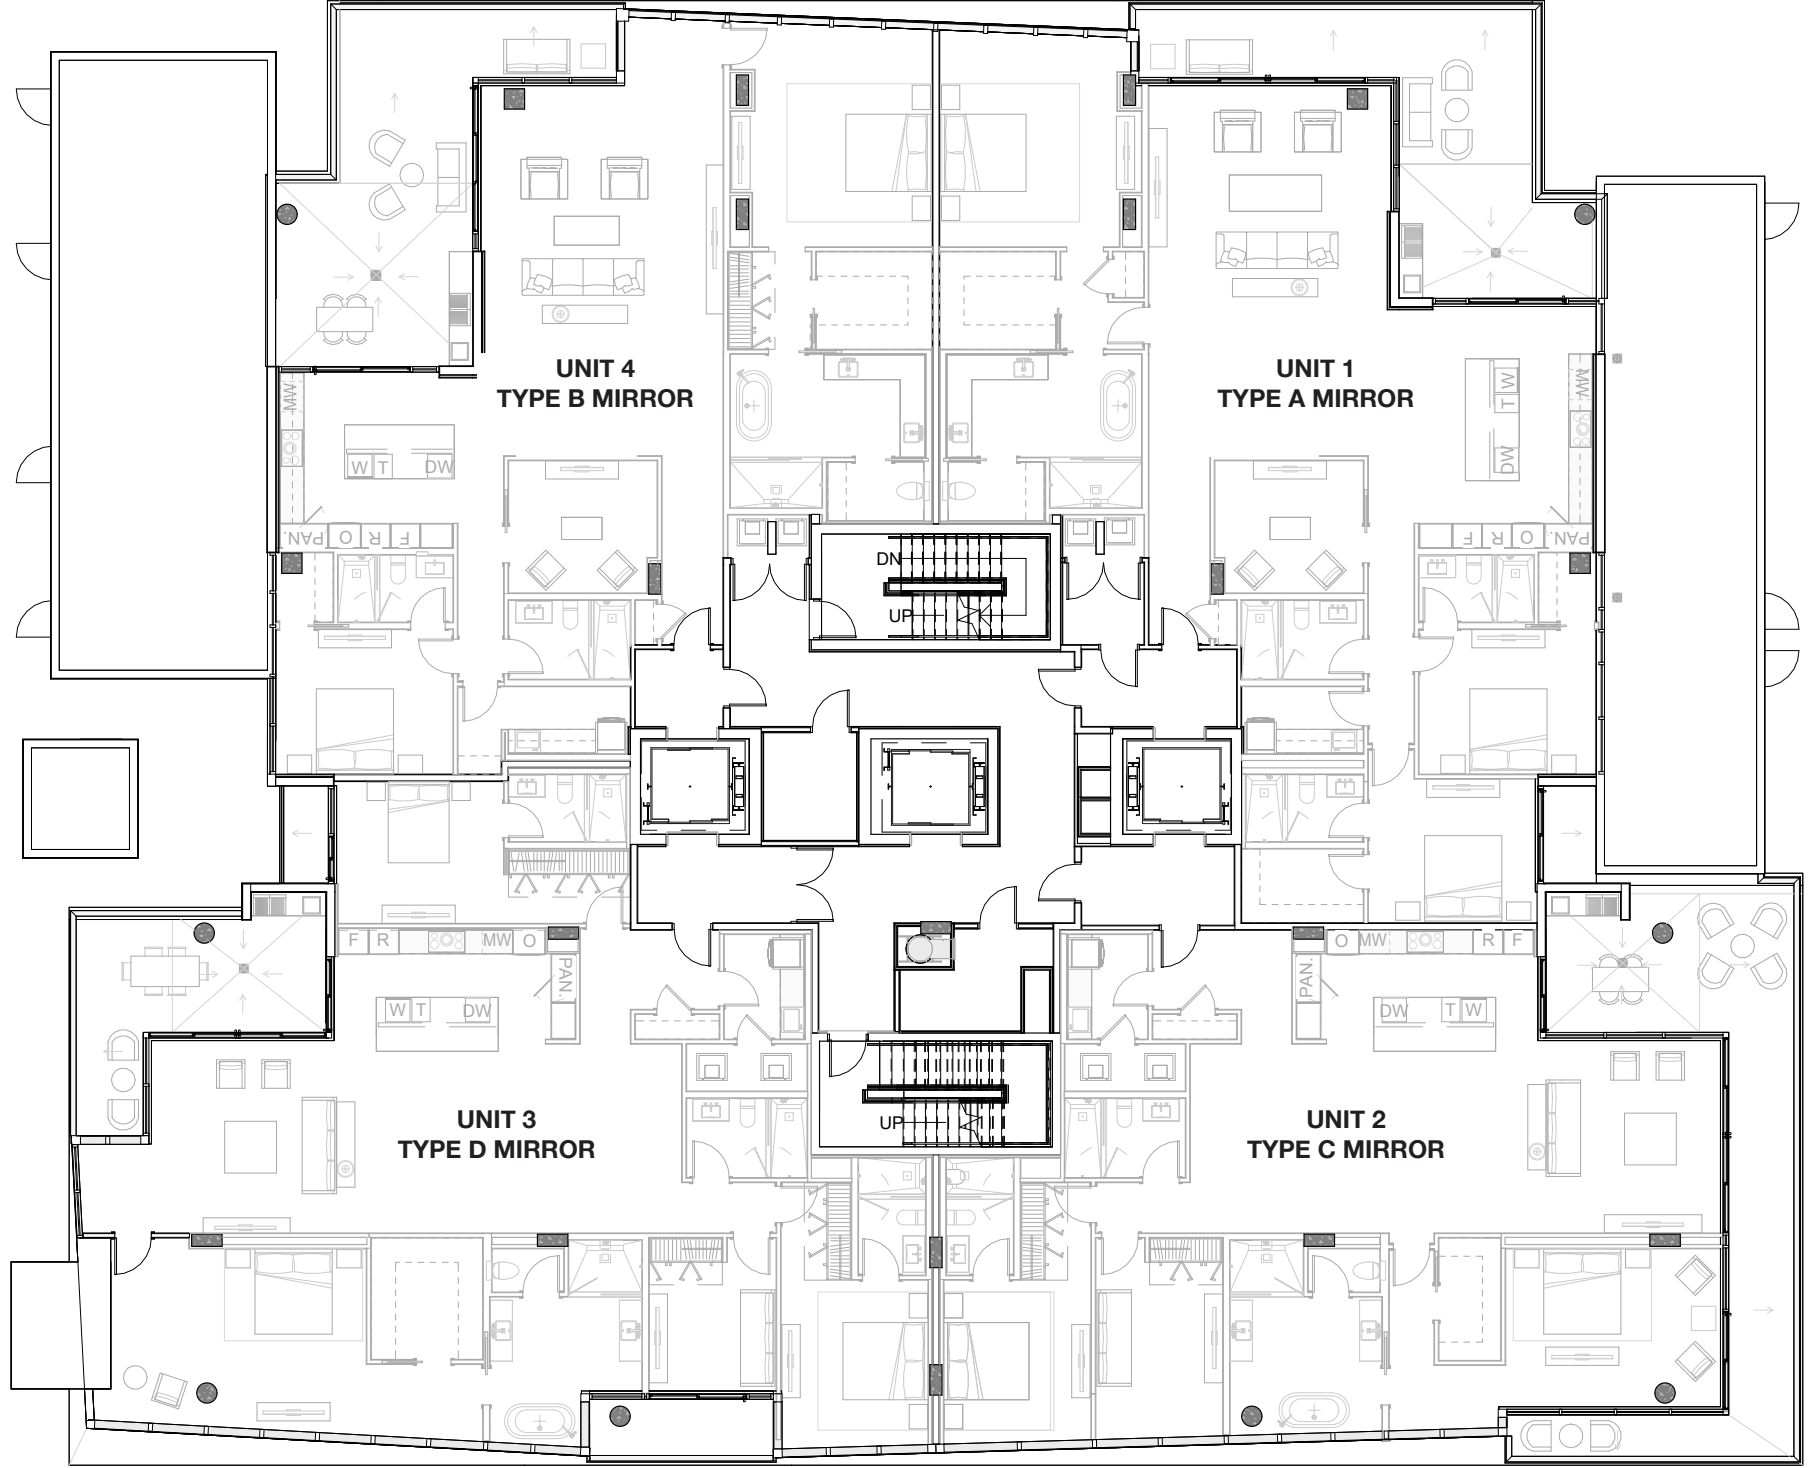 UNIT 4
TYPE B MIRROR
UNIT 1
TYPE A MIRROR
MW
W T
DW
PAN.
O
R
F
W
T
DW
MW
F
R
O
PAN.
DN
UP
F
R
MW
O
PAN.
W T
DW
O
MW
R
F
PAN.
DW
T W
UP
UNIT 3
TYPE D MIRROR
UNIT 2
TYPE C MIRROR